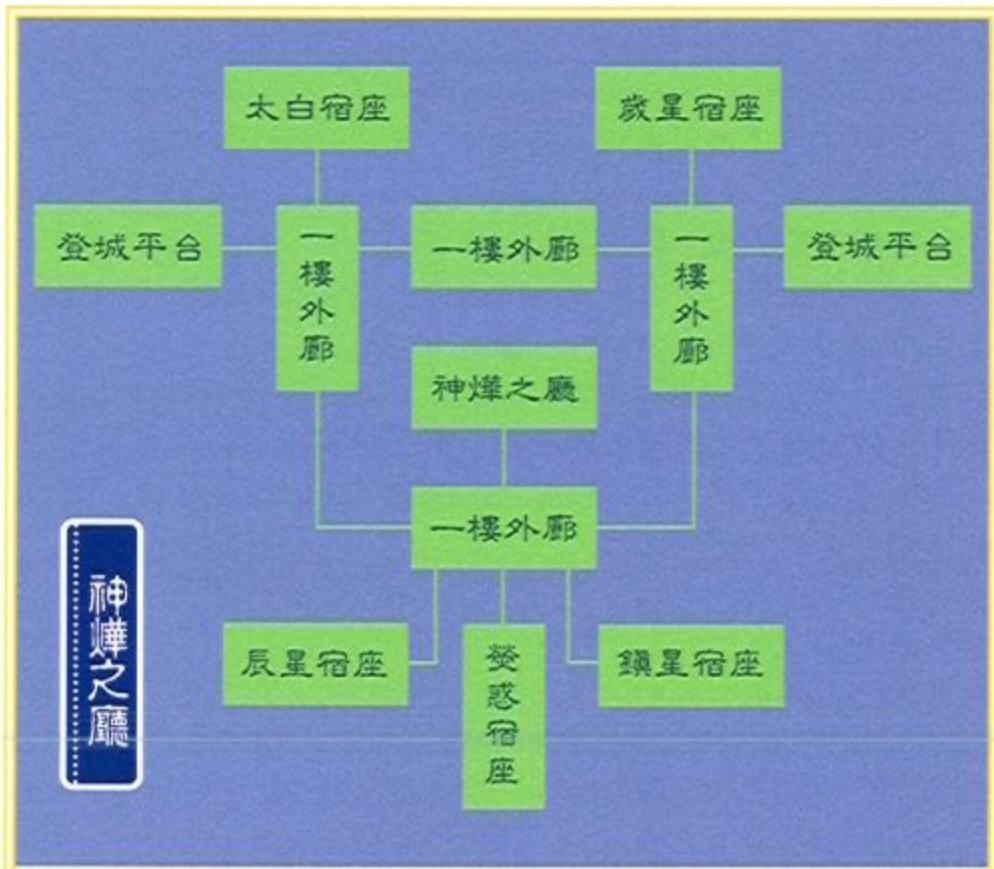 太白宿座
歲星宿座
登城平台
一樓外廊
一樓外廊
一樓外廊
登城平台
神燁之廳
一樓外廊
辰星宿座
熒惑宿座
鎮星宿座
神燁之廳